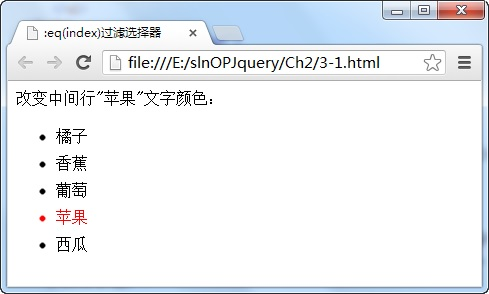 :eq(index)过滤选择器
file:///E:/slnOPJquery/Ch2/3-1.html
改变中间行"苹果"文字颜色：
橘子
香蕉
葡萄
苹果
西瓜